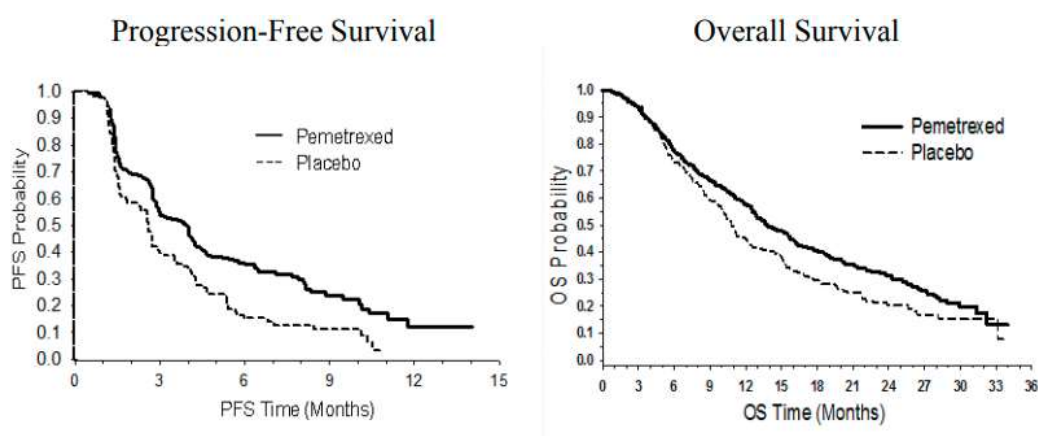 Progression-Free Survival
1.0
0.9
0.8
0.7
0.6
0.5
0.4
0.3
0.2
0.1
0.0
PFS Probability
Pemetrexed
Placebo
0 3 6 9 12 15
PFS Time (Months)
Overall Survival
1.0
0.9
0.8
0.7
0.6
0.5
0.4
0.3
0.2
0.1
0.0
OS Probability
Pemetrexed
Placebo
0 3 6 9 12 15 18 21 24 27 30 33 36
OS Time (Months)